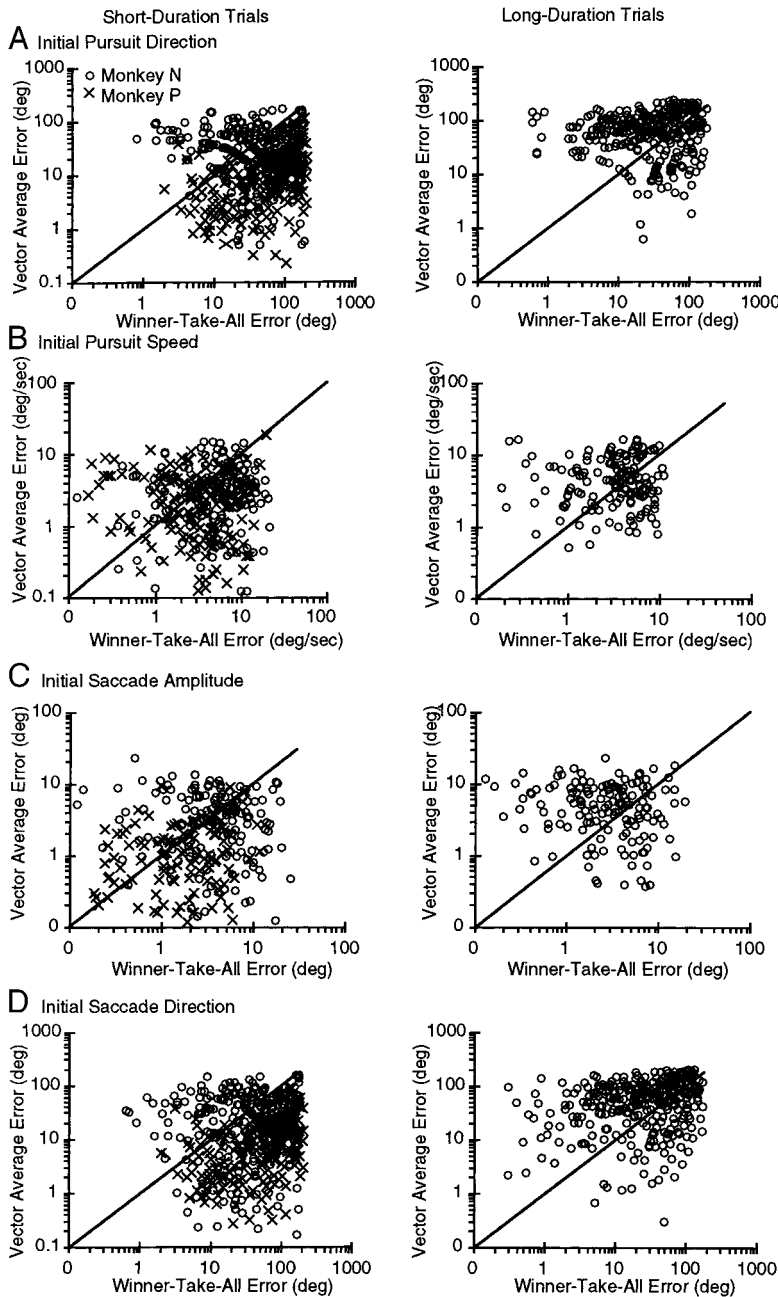 Short-Duration Trials
Long-Duration Trials
A Initial Pursuit Direction
1000
100
10
1
0.1
Vector Average Error (deg)
Monkey N
Monkey P
0 1 10 100 1000
Winner-Take-All Error (deg)
1000
100
10
1
0
Vector Average Error (deg)
0 1 10 100 1000
Winner-Take-All Error (deg)
B Initial Pursuit Speed
100
10
1
0.1
Vector Average Error (deg/sec)
0 1 10 100
Winner-Take-All Error (deg/sec)
100
10
1
0
Vector Average Error (deg/sec)
0 1 10 100
Winner-Take-All Error (deg/sec)
C Initial Saccade Amplitude
100
10
1
0
Vector Average Error (deg)
0 1 10 100
Winner-Take-All Error (deg)
100
10
1
0
Vector Average Error (deg)
0 1 10 100
Winner-Take-All Error (deg)
D Initial Saccade Direction
1000
100
10
1
0.1
Vector Average Error (deg)
0 1 10 100 1000
Winner-Take-All Error (deg)
1000
100
10
1
0
Vector Average Error (deg)
0 1 10 100 1000
Winner-Take-All Error (deg)